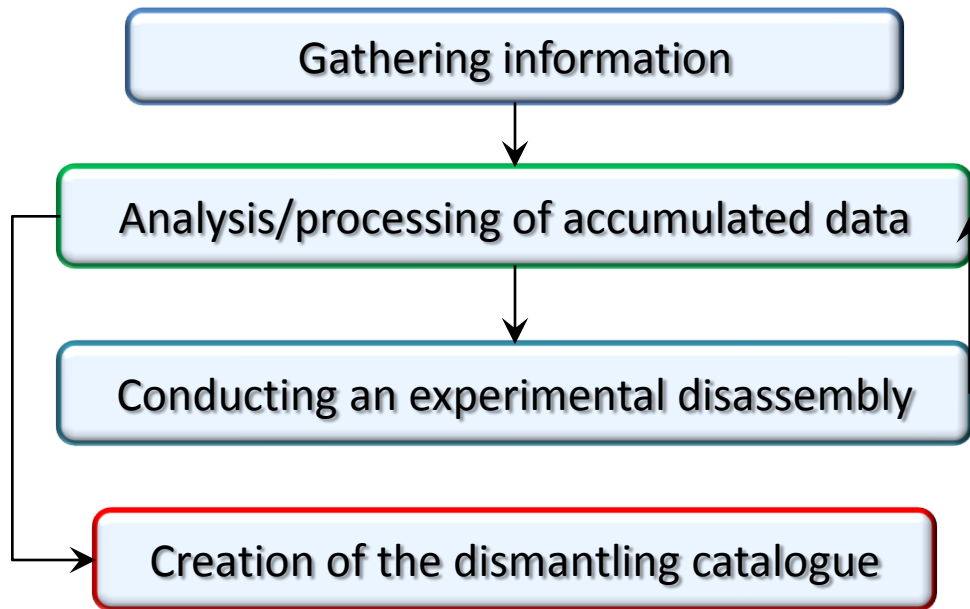 Gathering information
Analysis/processing of accumulated data
Conducting an experimental disassembly
Creation of the dismantling catalogue